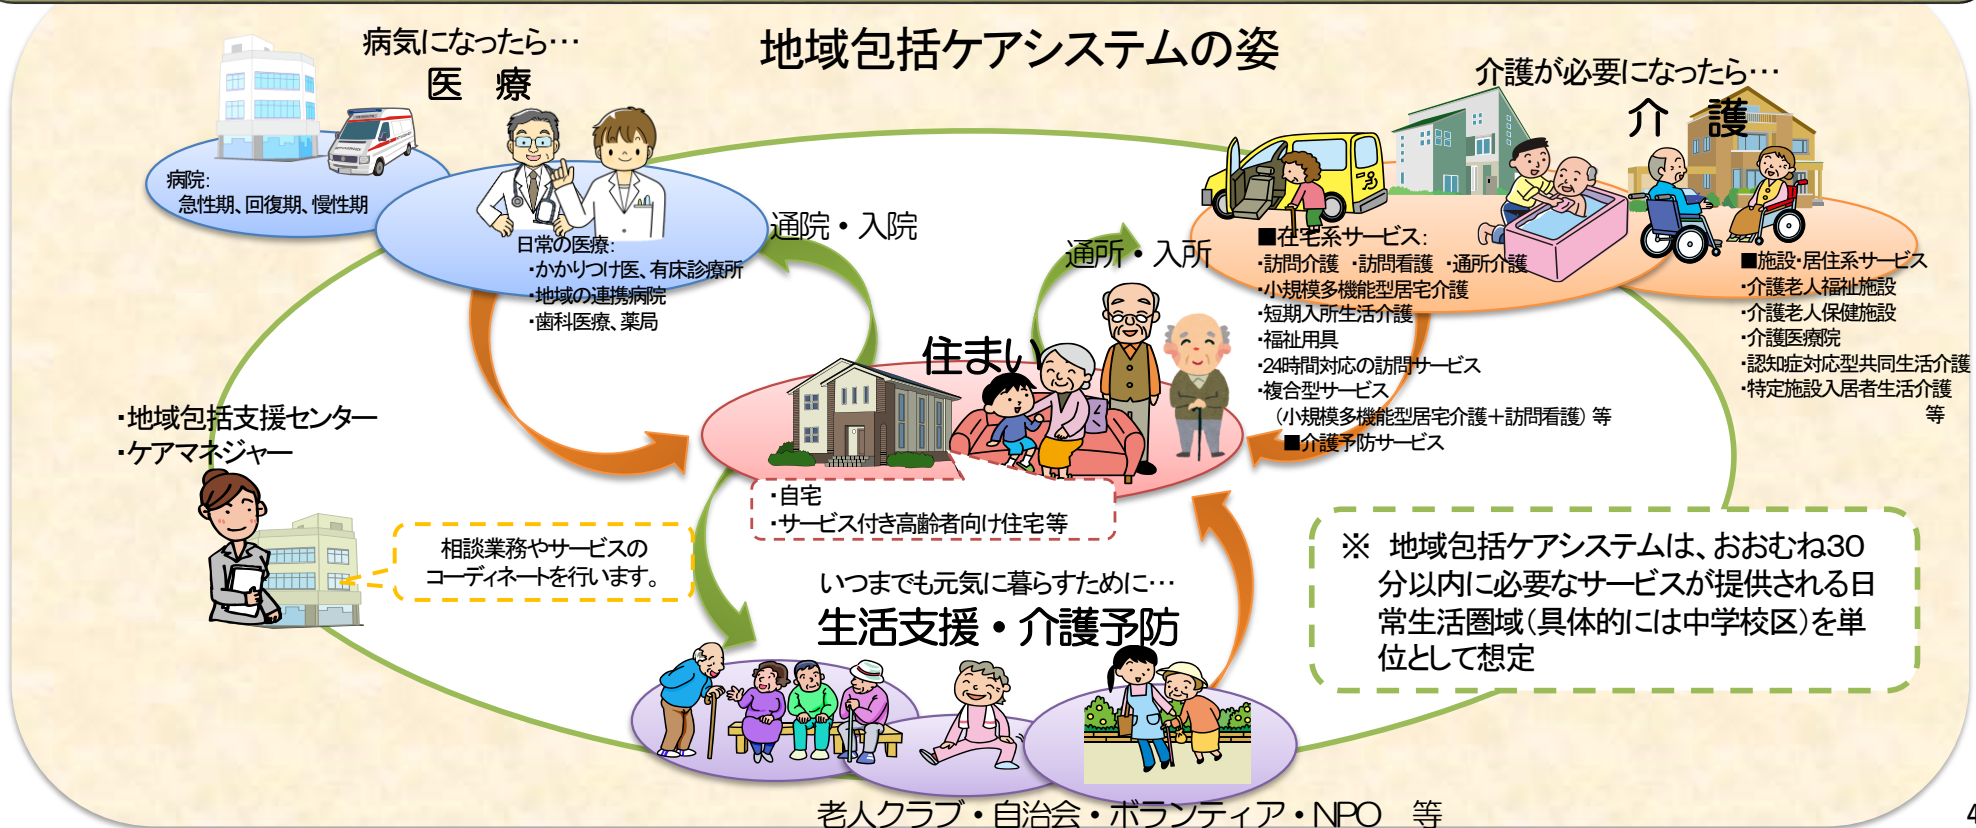 地域包括ケアシステムの姿
病気になったら…
医 療
病院:
急性期、回復期、慢性期
日常の医療:
・かかりつけ医、有床診療所
・地域の連携病院
・歯科医療、薬局
通院・入院
通所・入所
介護が必要になったら…
介 護
■在宅系サービス:
・訪問介護 ・訪問看護 ・通所介護
・小規模多機能型居宅介護
・短期入所生活介護
・福祉用具
・24時間対応の訪問サービス
・複合型サービス
(小規模多機能型居宅介護+訪問看護) 等
■介護予防サービス
■施設・居住系サービス
・介護老人福祉施設
・介護老人保健施設
・介護医療院
・認知症対応型共同生活介護
・特定施設入居者生活介護
等
住まい
・自宅
・サービス付き高齢者向け住宅 等
・地域包括支援センター
・ケアマネジャー
相談業務やサービスの
コーディネートを行います。
いつまでも元気に暮らすために…
生活支援・介護予防
老人クラブ・自治会・ボランティア・NPO 等
※ 地域包括ケアシステムは、おおむね30
分以内に必要なサービスが提供される日
常生活圏域(具体的には中学校区)を単
位として想定
4